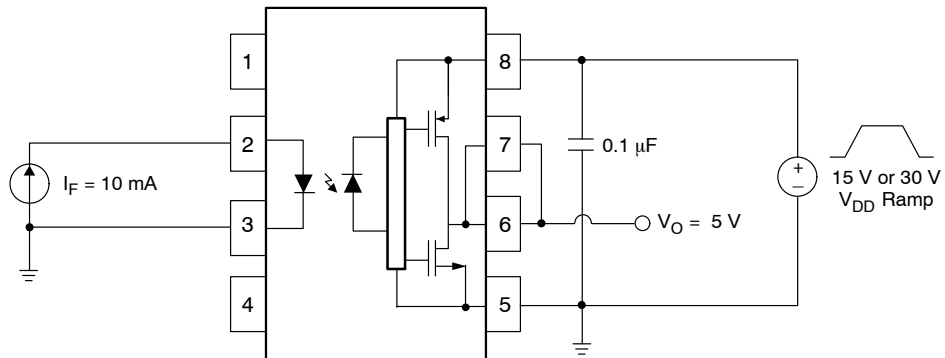 1
2
3
4
8
7
6
5
I_F = 10 mA
0.1 μF
V_O = 5 V
+
–
15 V or 30 V
V_DD Ramp